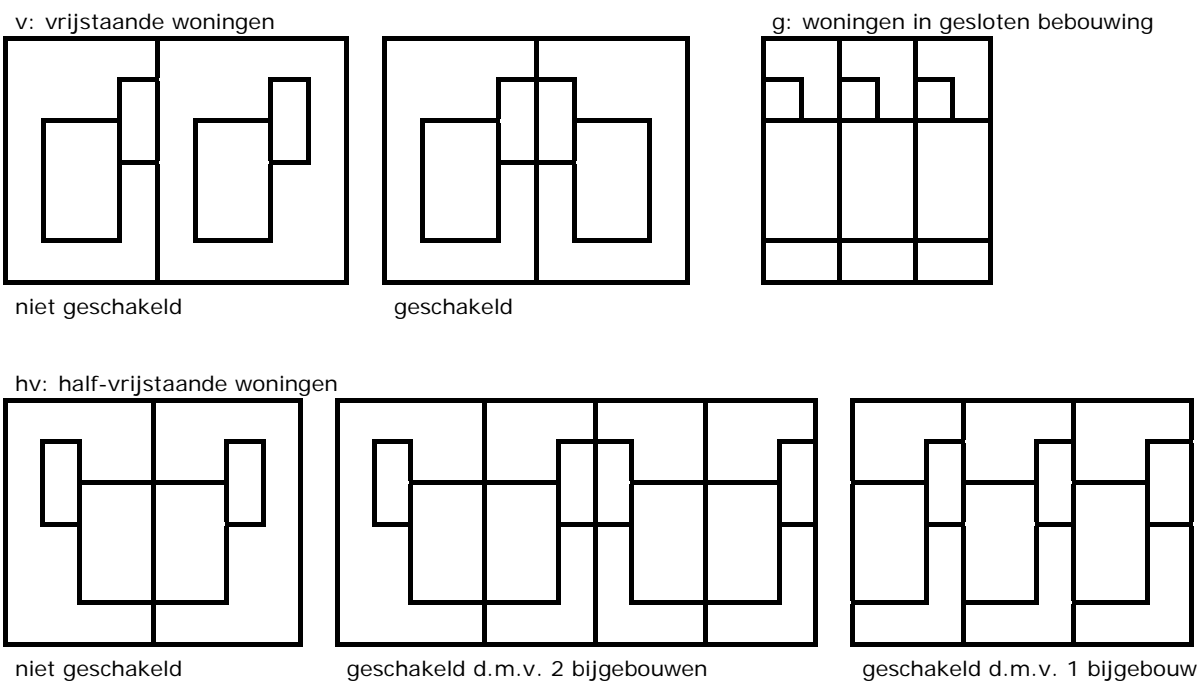 v: vrijstaande woningen
g: woningen in gesloten bebouwing
niet geschakeld
geschakeld
hv: half-vrijstaande woningen
niet geschakeld
geschakeld d.m.v. 2 bijgebouwen
geschakeld d.m.v. 1 bijgebouw